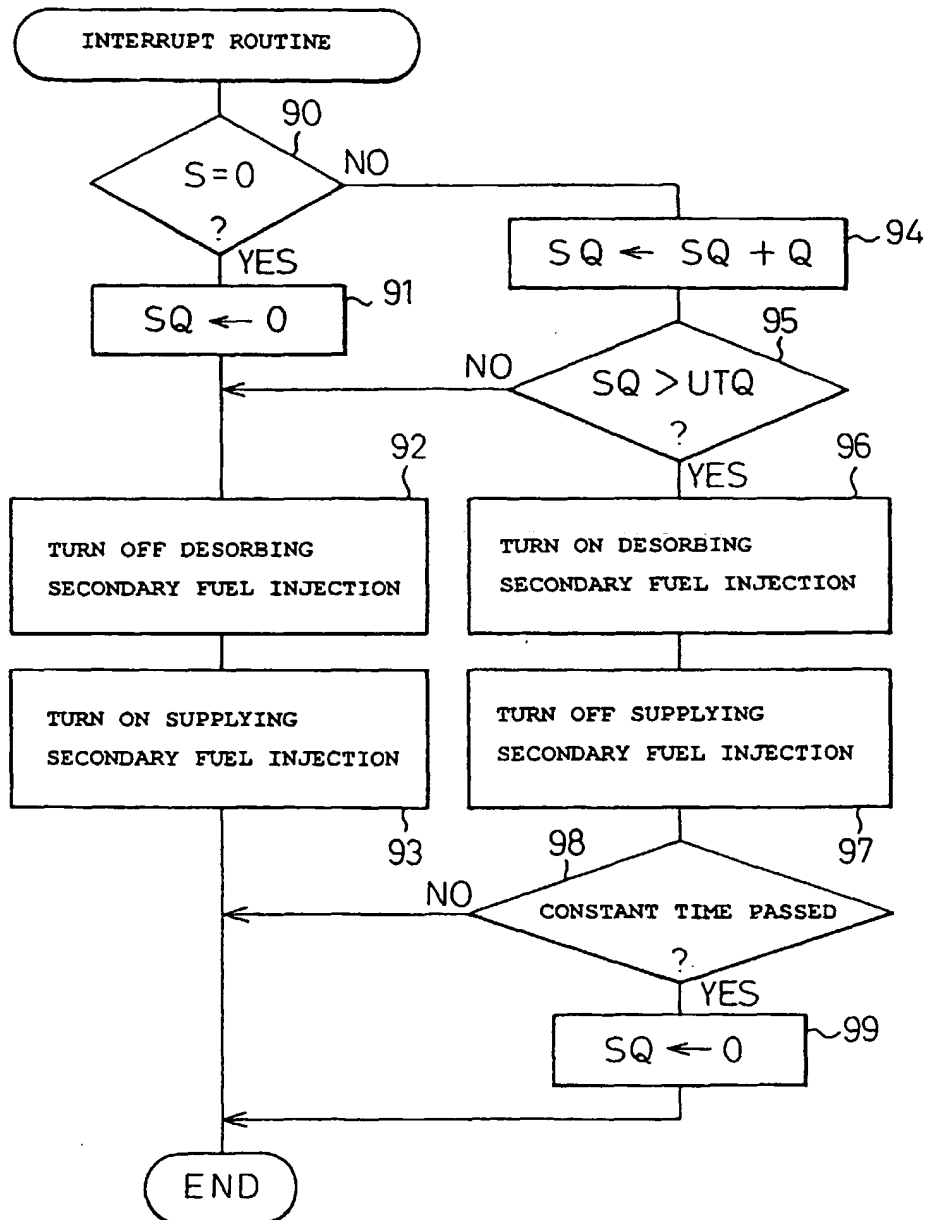 INTERRUPT ROUTINE
90
S=0
?
NO
YES
94
SQ ← SQ + Q
91
SQ ← 0
95
NO
SQ > UTQ
?
YES
92
TURN OFF DESORBING
SECONDARY FUEL INJECTION
96
TURN ON DESORBING
SECONDARY FUEL INJECTION
TURN ON SUPPLYING
SECONDARY FUEL INJECTION
93
TURN OFF SUPPLYING
SECONDARY FUEL INJECTION
97
98
NO
CONSTANT TIME PASSED
?
YES
99
SQ ← 0
END